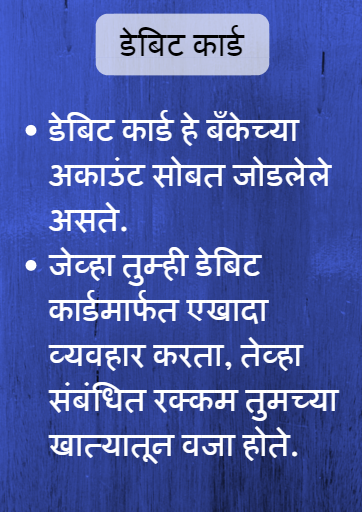 डेबिट कार्ड
• डेबिट कार्ड हे बँकेच्या
अकाउंट सोबत जोडलेले
असते.
• जेव्हा तुम्ही डेबिट
कार्डमार्फत एखादा
व्यवहार करता, तेव्हा
संबंधित रक्कम तुमच्या
खात्यातून वजा होते.